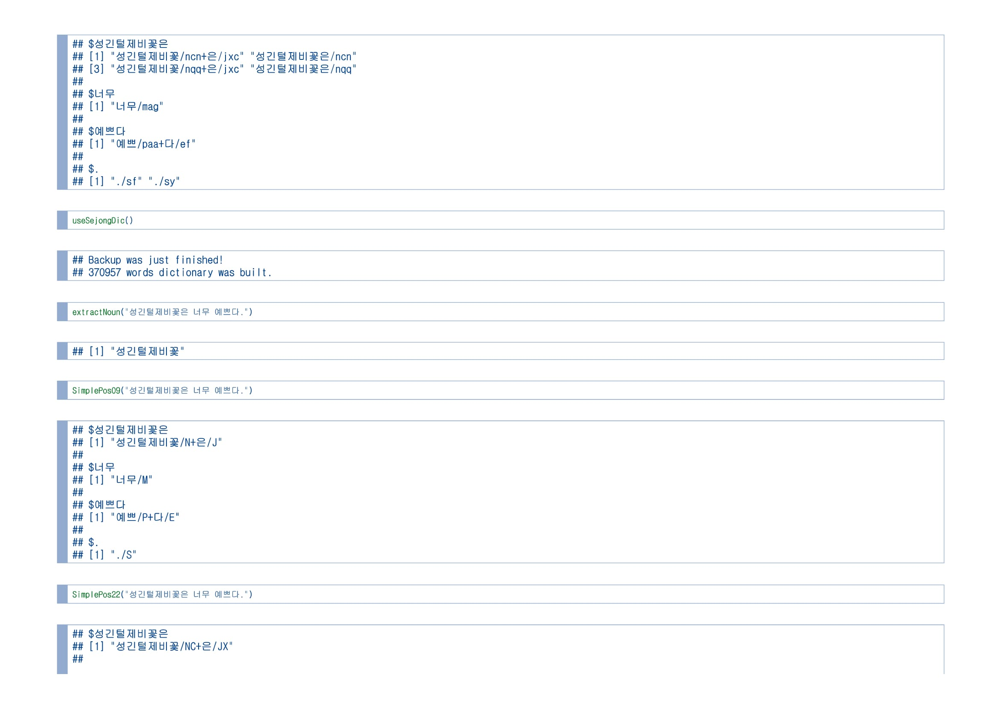 ## $성긴털제비꽃은
## [1] "성긴털제비꽃/ncn+은/jxc" "성긴털제비꽃은/ncn"
## [3] "성긴털제비꽃/nqq+은/jxc" "성긴털제비꽃은/nqq"
##
## $너무
## [1] "너무/mag"
##
## $예쁘다
## [1] "예쁘/paa+다/ef"
##
## $.
## [1] "./sf" "./sy"
useSejongDic()
## Backup was just finished!
## 370957 words dictionary was built.
extractNoun("성긴털제비꽃은 너무 예쁘다.")
## [1] "성긴털제비꽃"
SimplePos09("성긴털제비꽃은 너무 예쁘다.")
## $성긴털제비꽃은
## [1] "성긴털제비꽃/N+은/J"
##
## $너무
## [1] "너무/M"
##
## $예쁘다
## [1] "예쁘/P+다/E"
##
## $.
## [1] "./S"
SimplePos22("성긴털제비꽃은 너무 예쁘다.")
## $성긴털제비꽃은
## [1] "성긴털제비꽃/NC+은/JX"
##